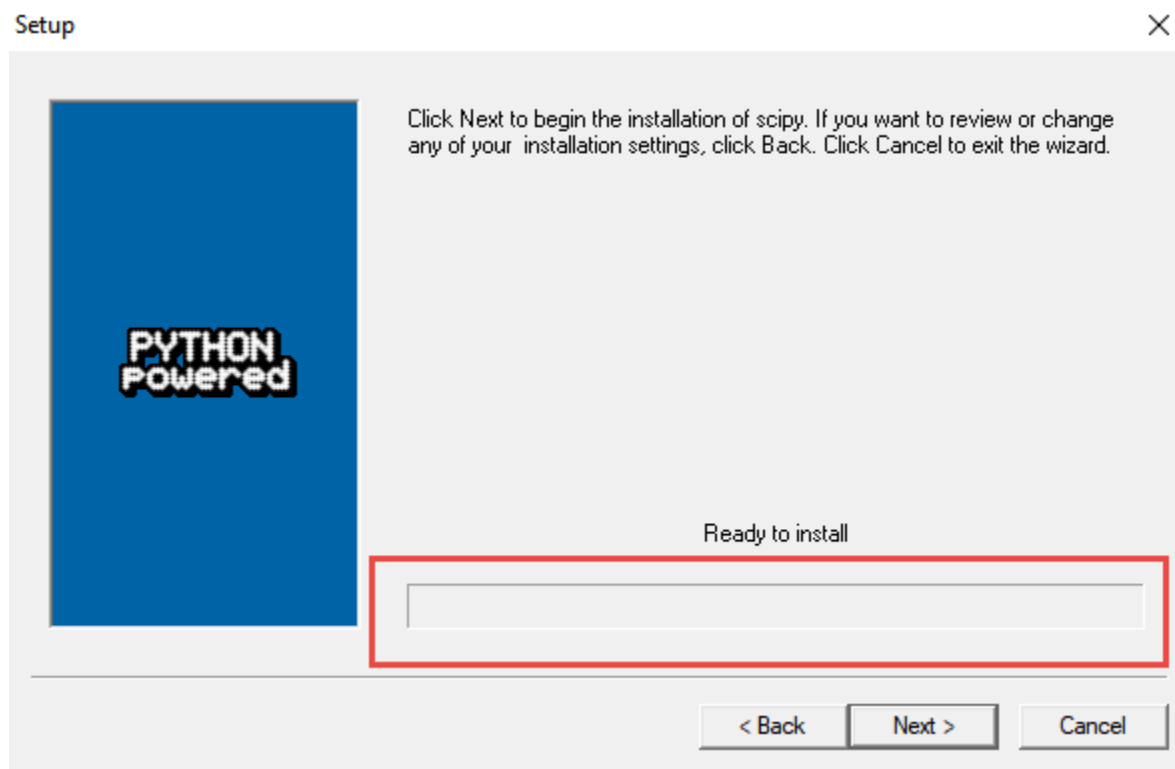 Setup
Click Next to begin the installation of scipy. If you want to review or change
any of your  installation settings, click Back. Click Cancel to exit the wizard.
PYTHON
powered
Ready to install
< Back
Next >
Cancel